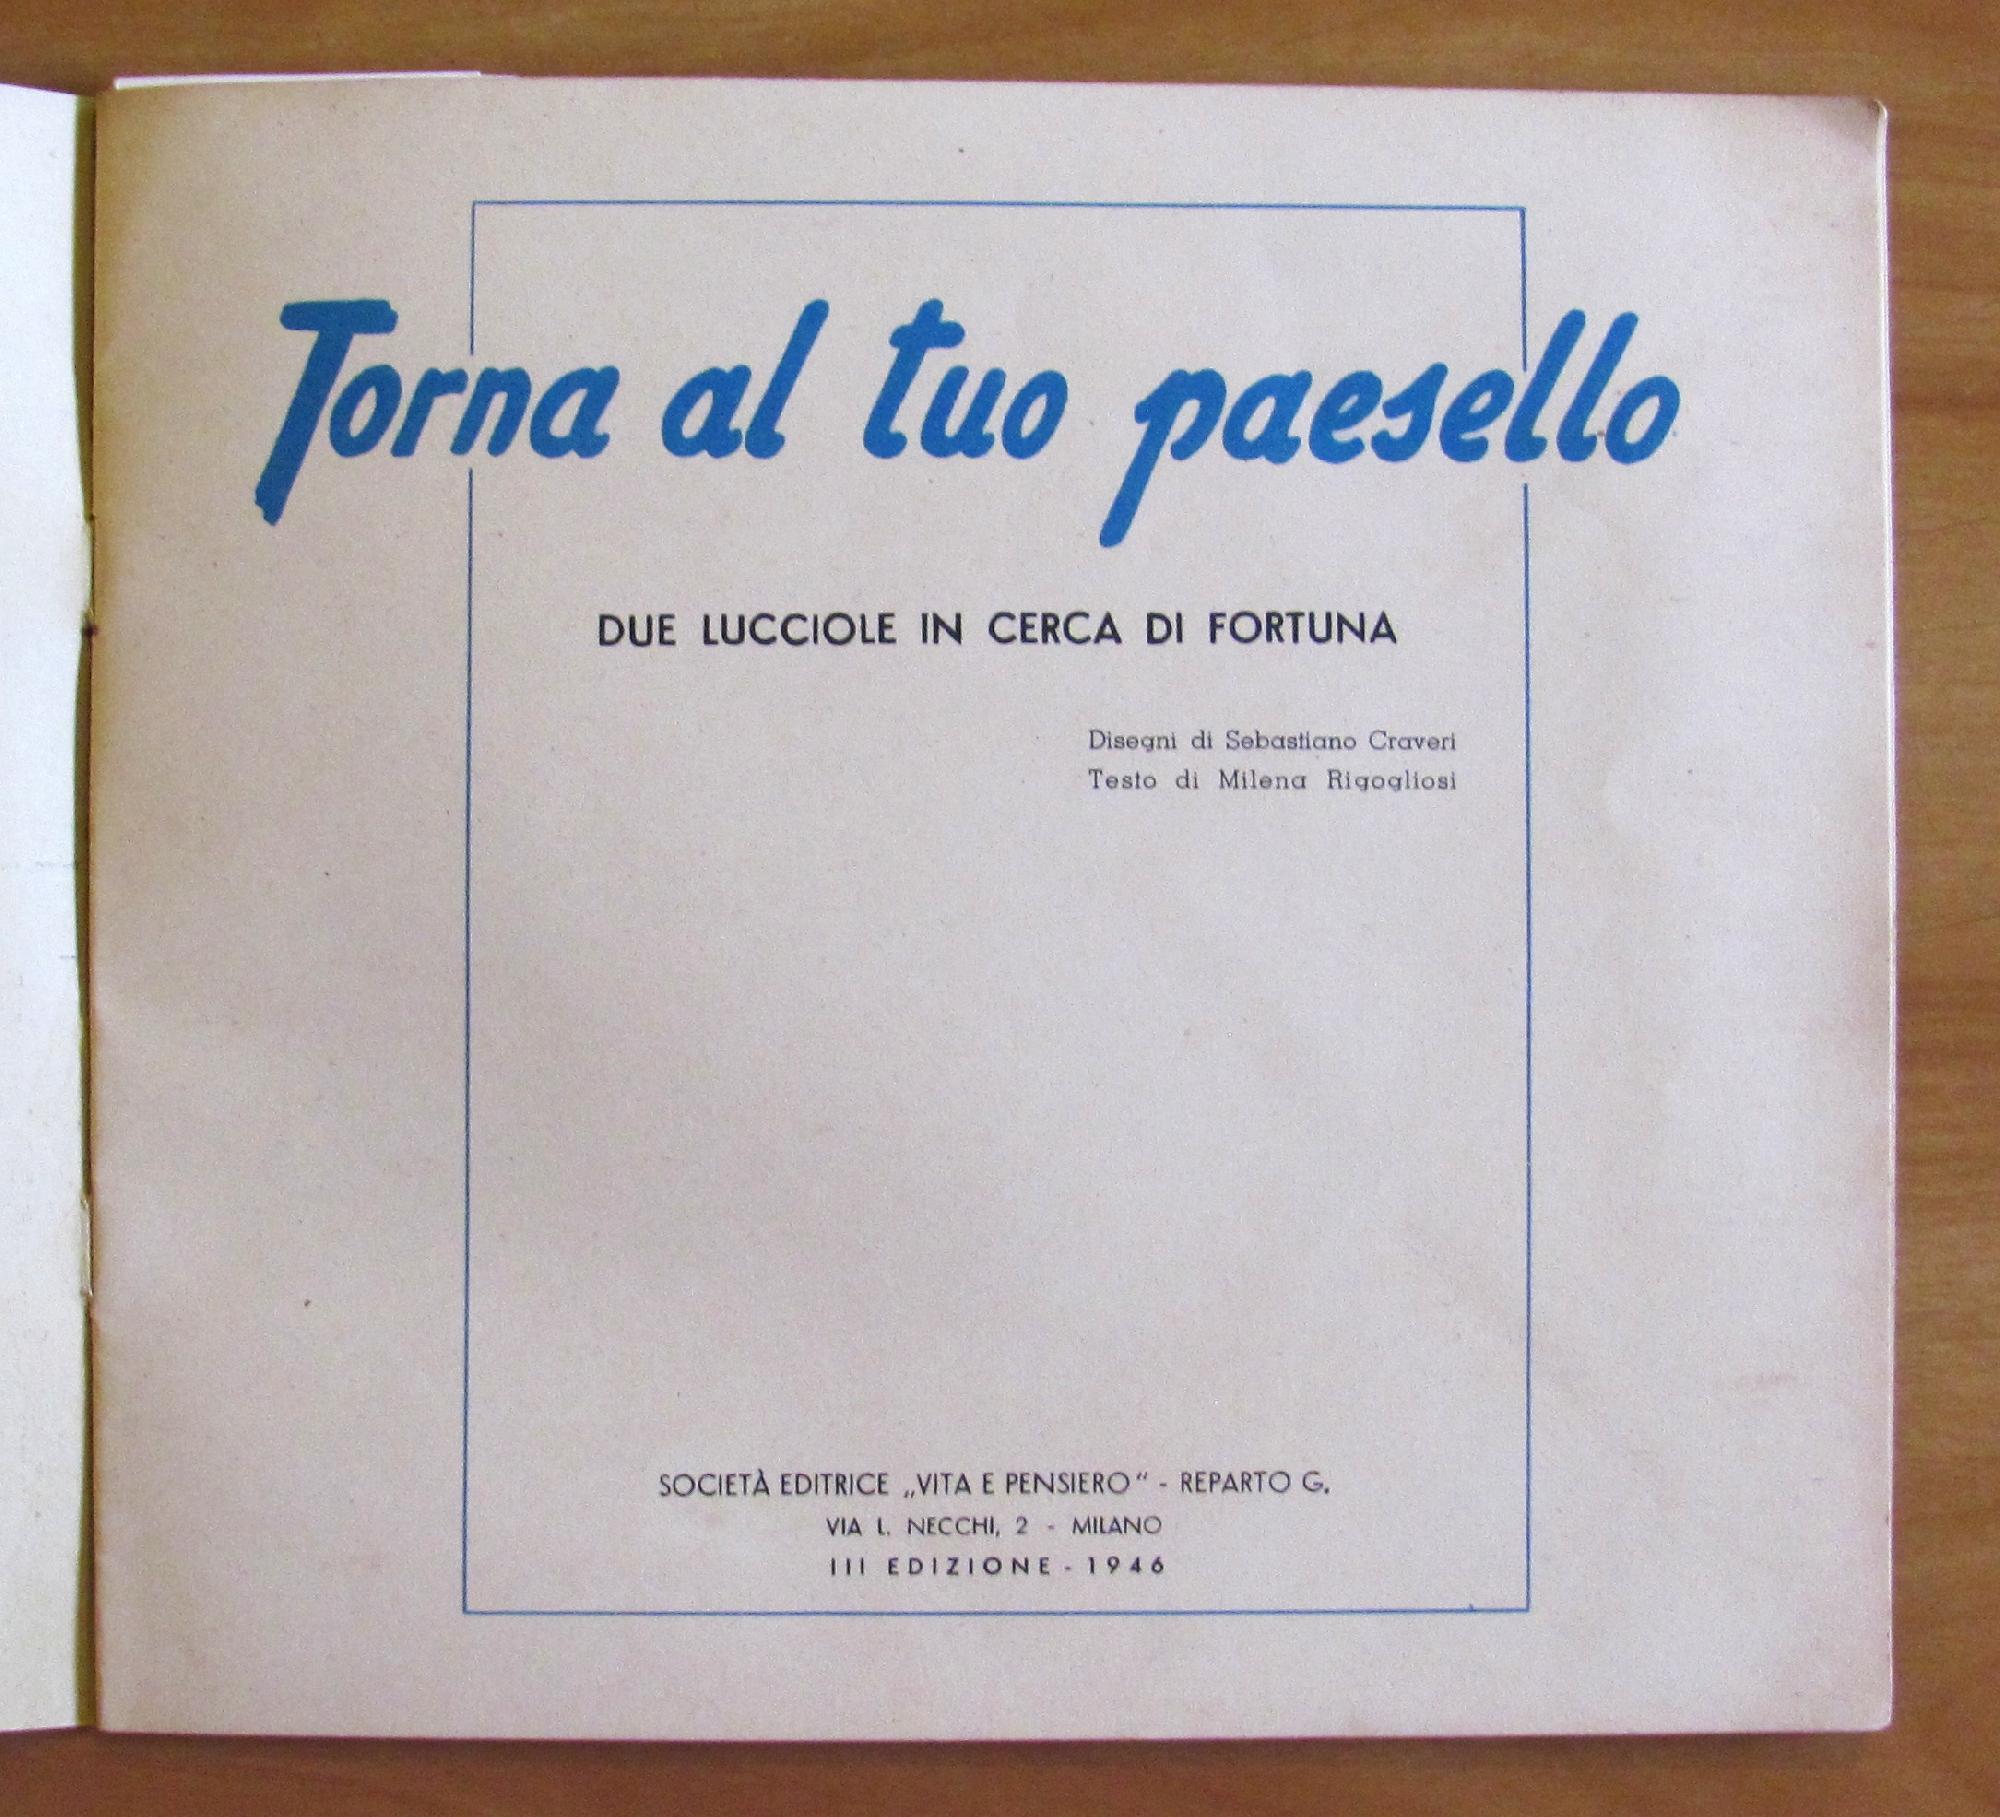 Torna al tuo paesello
DUE LUCCIOLE IN CERCA DI FORTUNA
Disegni di Sebastiano Craveri
Testo di Milena Rigogliosi
SOCIETÀ EDITRICE „VITA E PENSIERO“ - REPARTO G.
VIA L. NECCHI, 2 - MILANO
III EDIZIONE - 1946